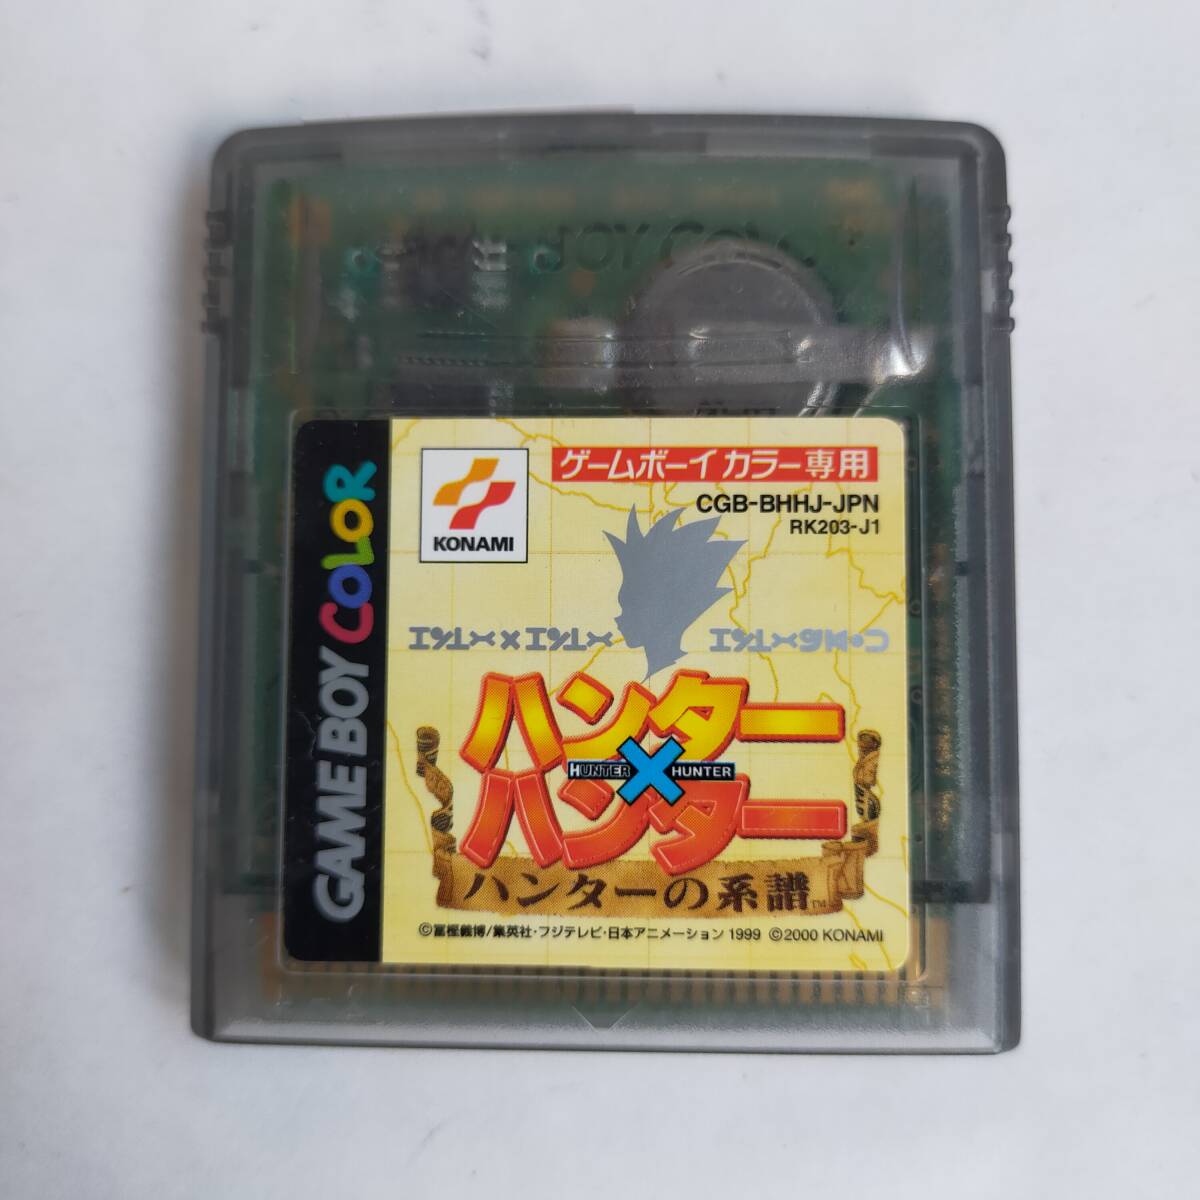 GAME BOY COLOR
KONAMI
ゲームボーイカラー専用
CGB-BHHJ-JPN
RK203-J1
ハンター
HUNTER × HUNTER
ハンター
ハンターの系譜™
©冨樫義博/集英社・フジテレビ・日本アニメーション 1999 ©2000 KONAMI